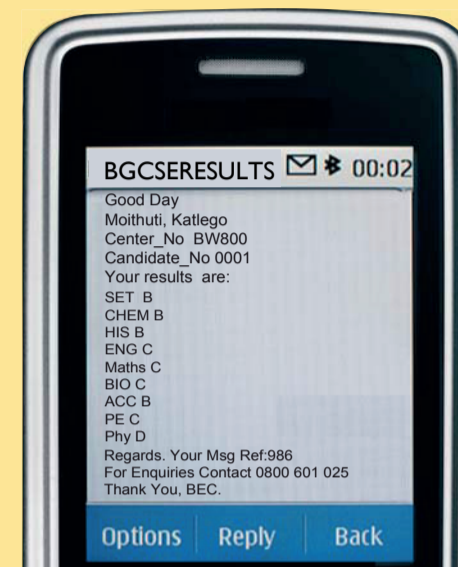 BGCSERESULTS 00:02
Good Day
Moithuti, Katlego
Center_No BW800
Candidate_No 0001
Your results are:
SET B
CHEM B
HIS B
ENG C
Maths C
BIO C
ACC B
PE C
Phy D
Regards. Your Msg Ref:986
For Enquiries Contact 0800 601 025
Thank You, BEC.
Options Reply Back